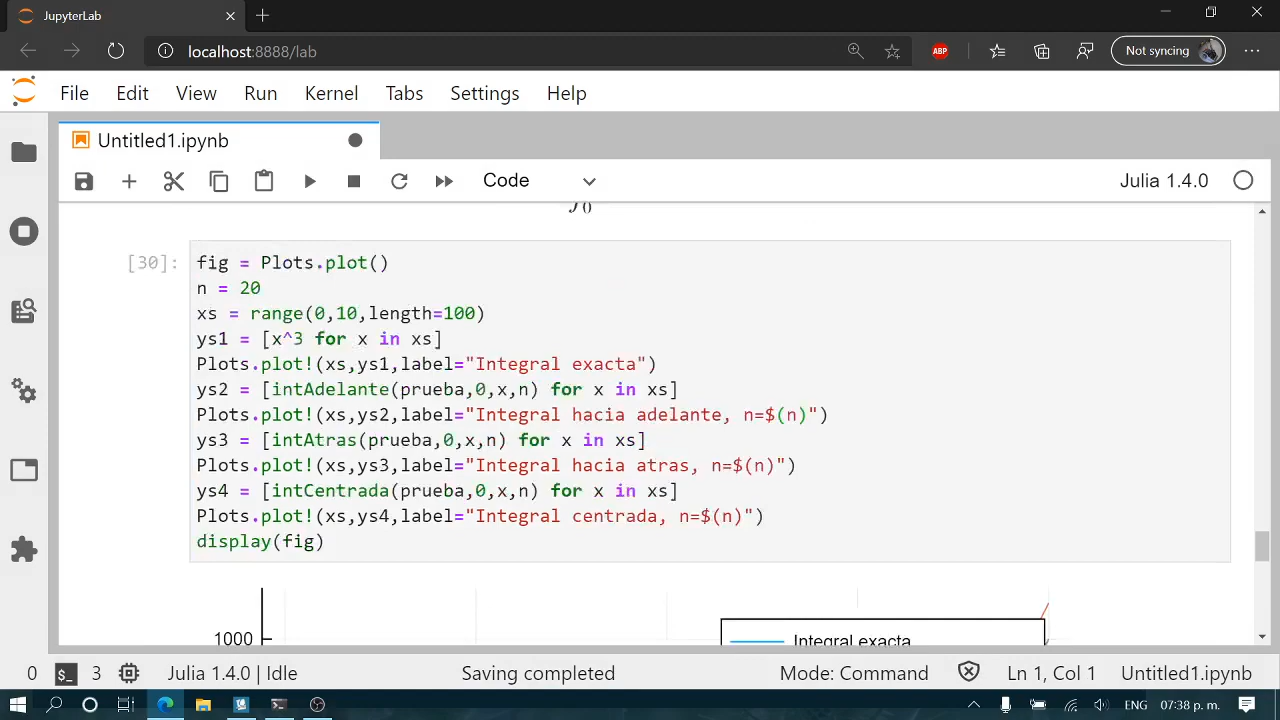 JupyterLab
localhost:8888/lab
ABP
Not syncing
File Edit View Run Kernel Tabs Settings Help
Untitled1.ipynb
Code
Julia 1.4.0
∫0
[30]:
fig = Plots.plot()
n = 20
xs = range(0,10,length=100)
ys1 = [x^3 for x in xs]
Plots.plot!(xs,ys1,label="Integral exacta")
ys2 = [intAdelante(prueba,0,x,n) for x in xs]
Plots.plot!(xs,ys2,label="Integral hacia adelante, n=$(n)")
ys3 = [intAtras(prueba,0,x,n) for x in xs]
Plots.plot!(xs,ys3,label="Integral hacia atras, n=$(n)")
ys4 = [intCentrada(prueba,0,x,n) for x in xs]
Plots.plot!(xs,ys4,label="Integral centrada, n=$(n)")
display(fig)
1000
Integral exacta
0 $_ 3 Julia 1.4.0 | Idle Saving completed Mode: Command Ln 1, Col 1 Untitled1.ipynb
ENG 07:38 p. m.